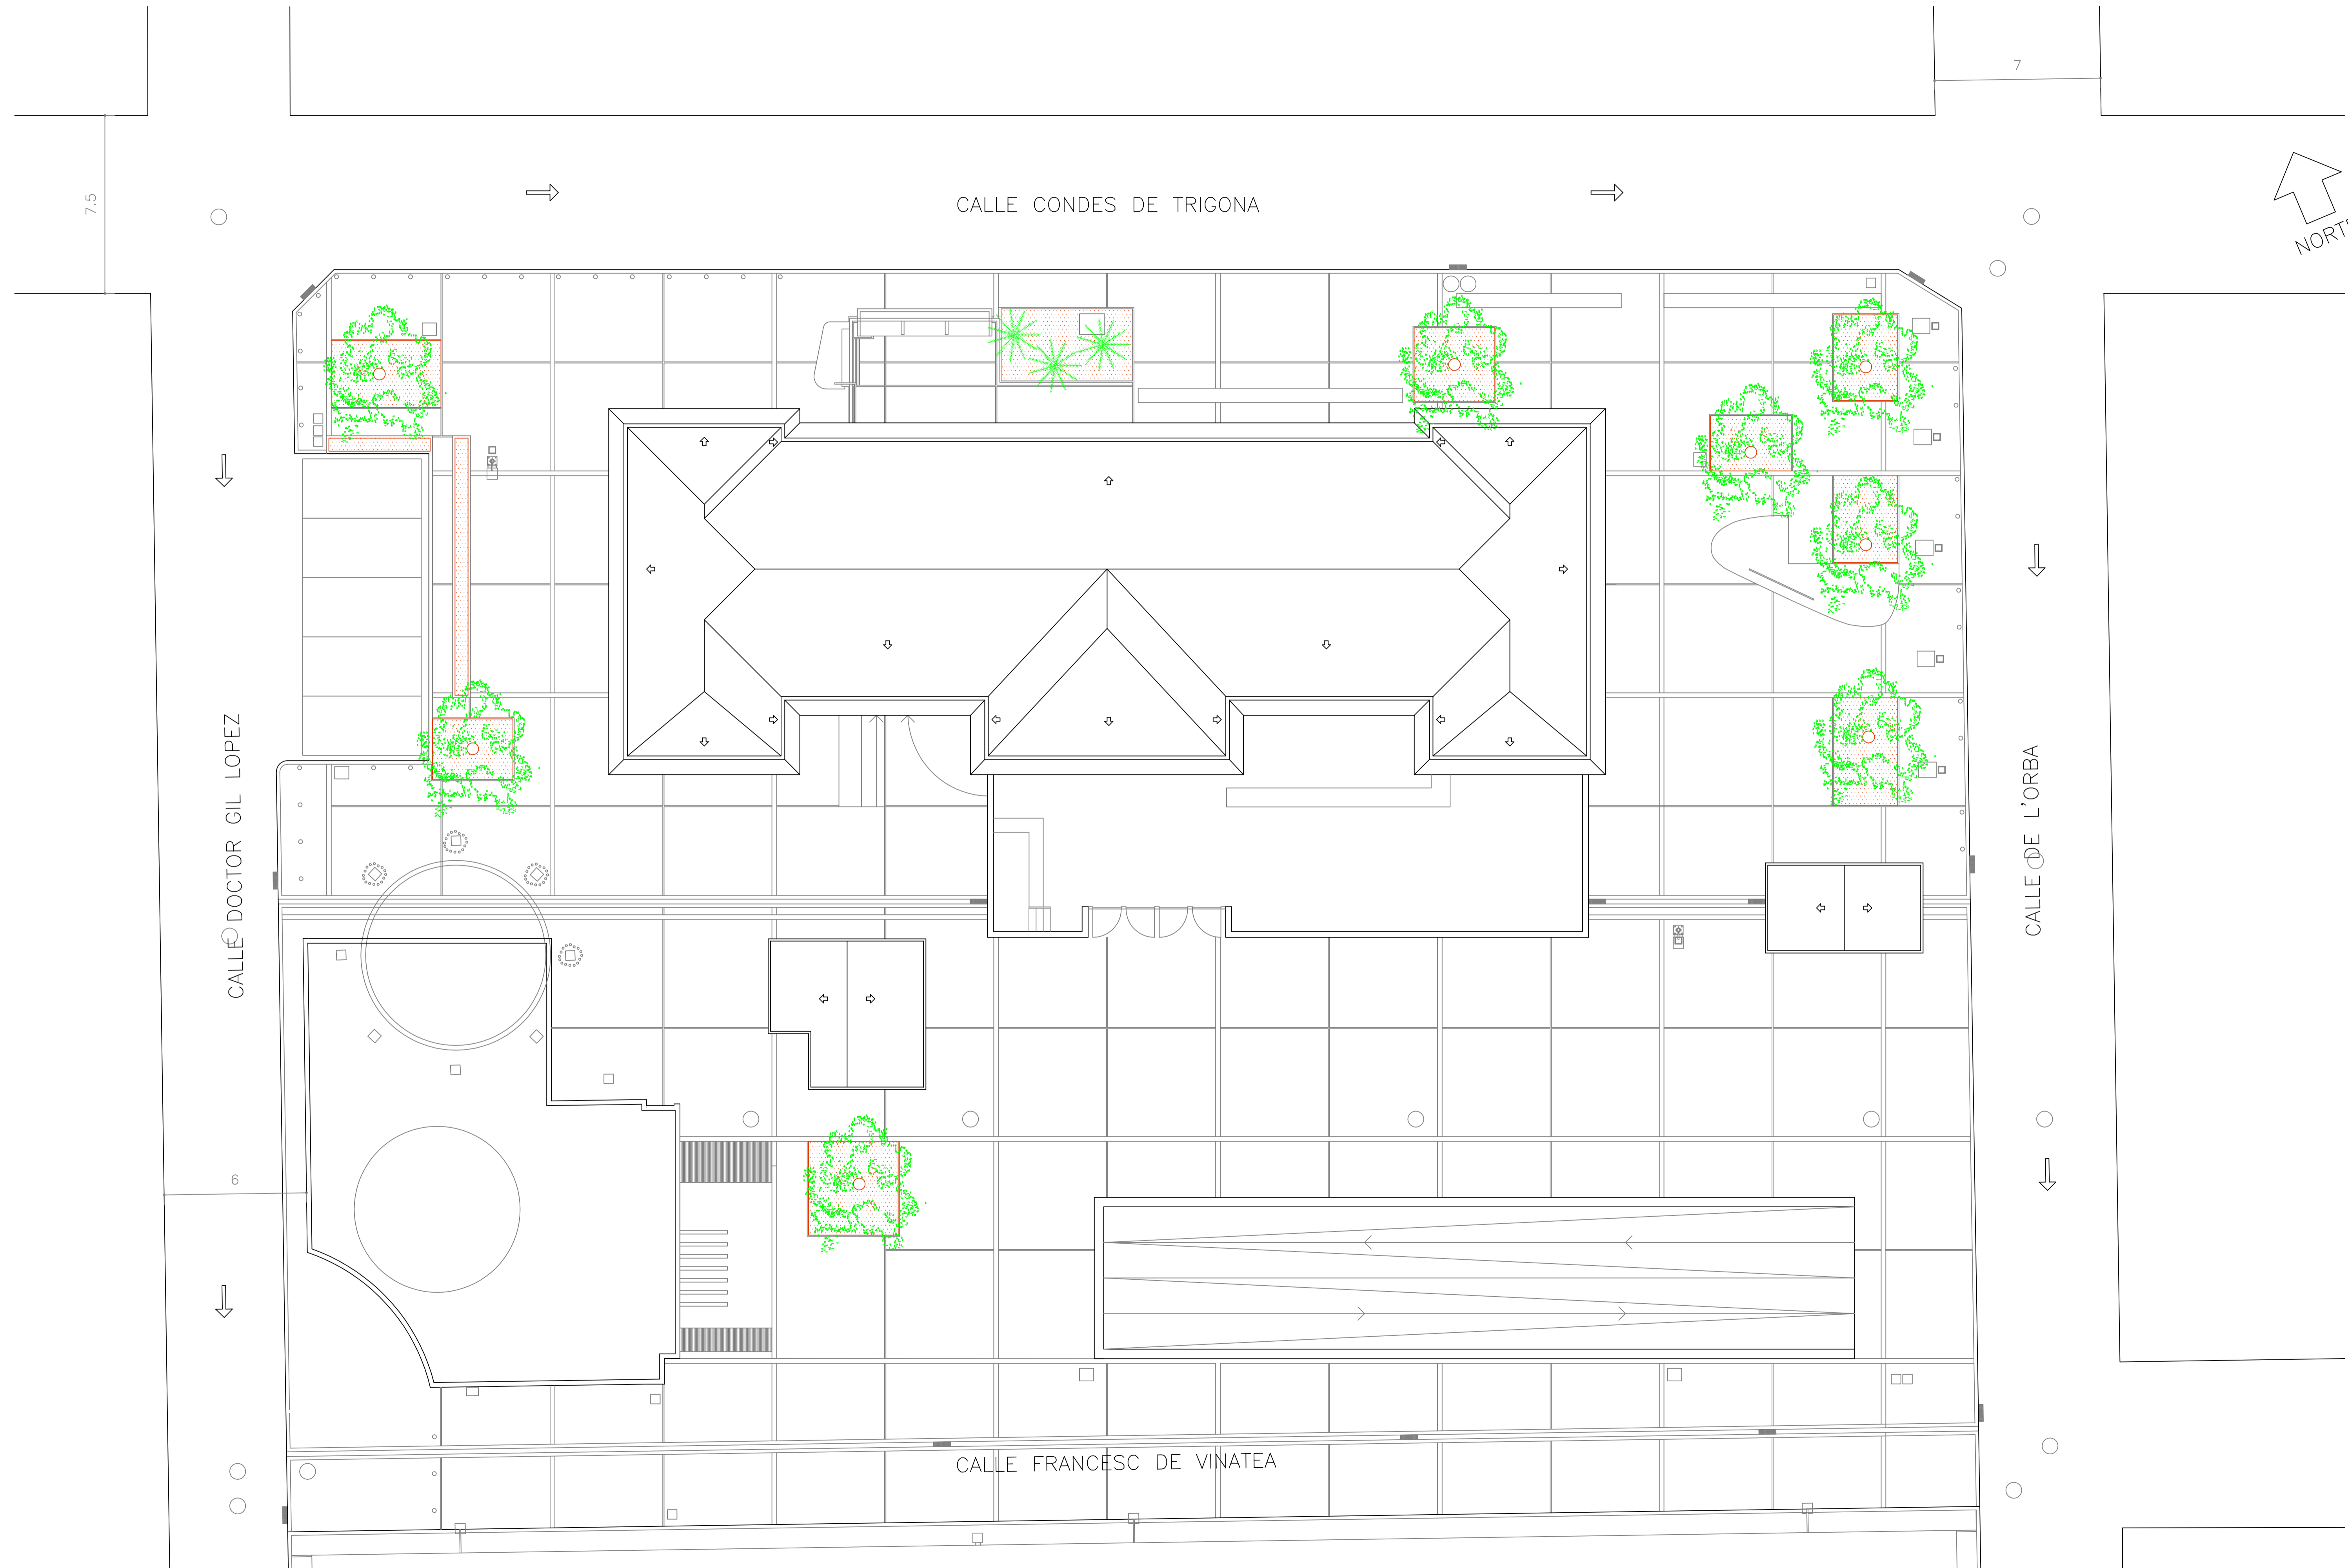 7
7.5
CALLE CONDES DE TRIGONA
NORT
CALLE DOCTOR GIL LOPEZ
CALLE DE L'ORBA
6
CALLE FRANCESC DE VINATEA